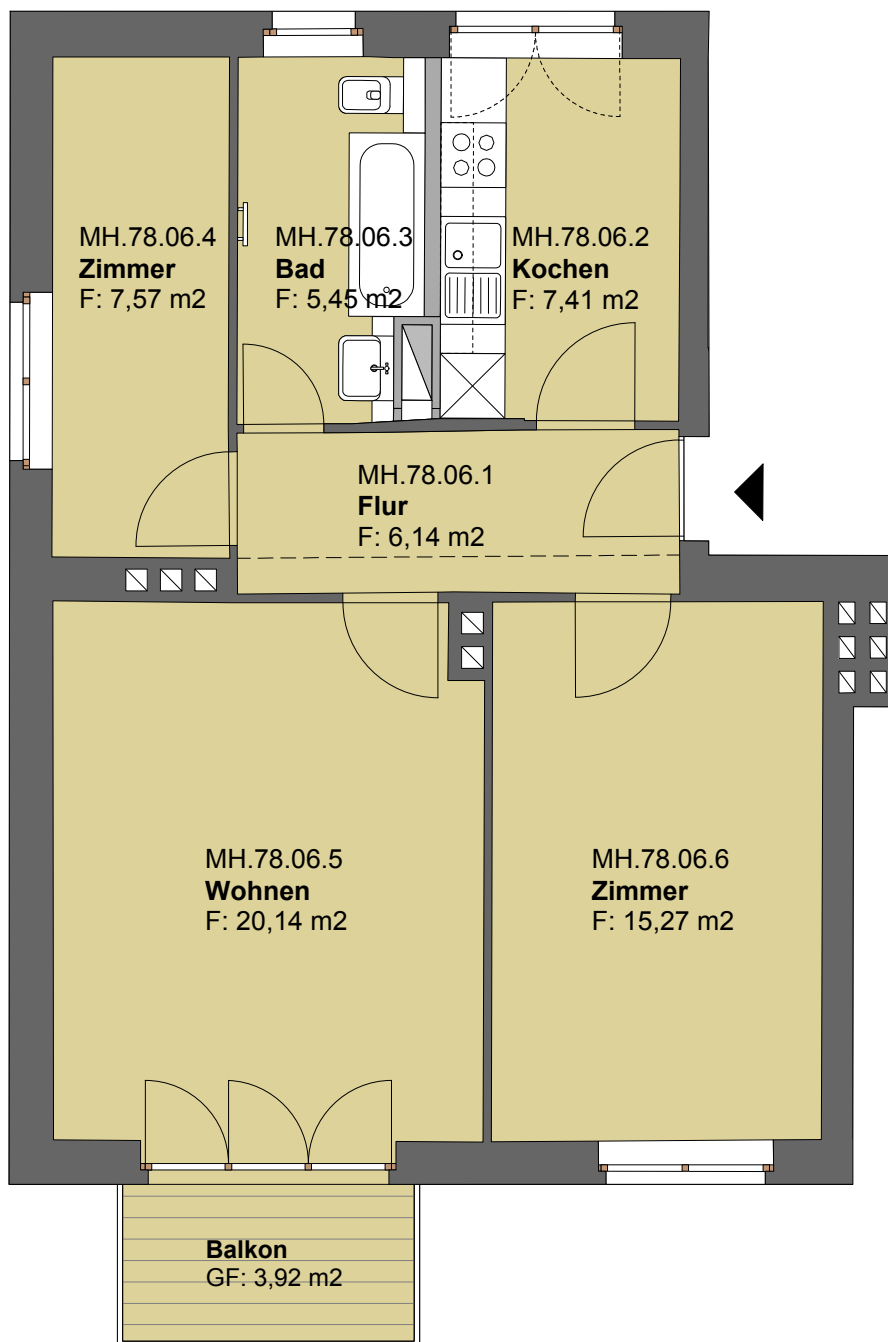 MH.78.06.4
Zimmer
F: 7,57 m2
MH.78.06.3
Bad
F: 5,45 m2
MH.78.06.2
Kochen
F: 7,41 m2
MH.78.06.1
Flur
F: 6,14 m2
MH.78.06.5
Wohnen
F: 20,14 m2
MH.78.06.6
Zimmer
F: 15,27 m2
Balkon
GF: 3,92 m2